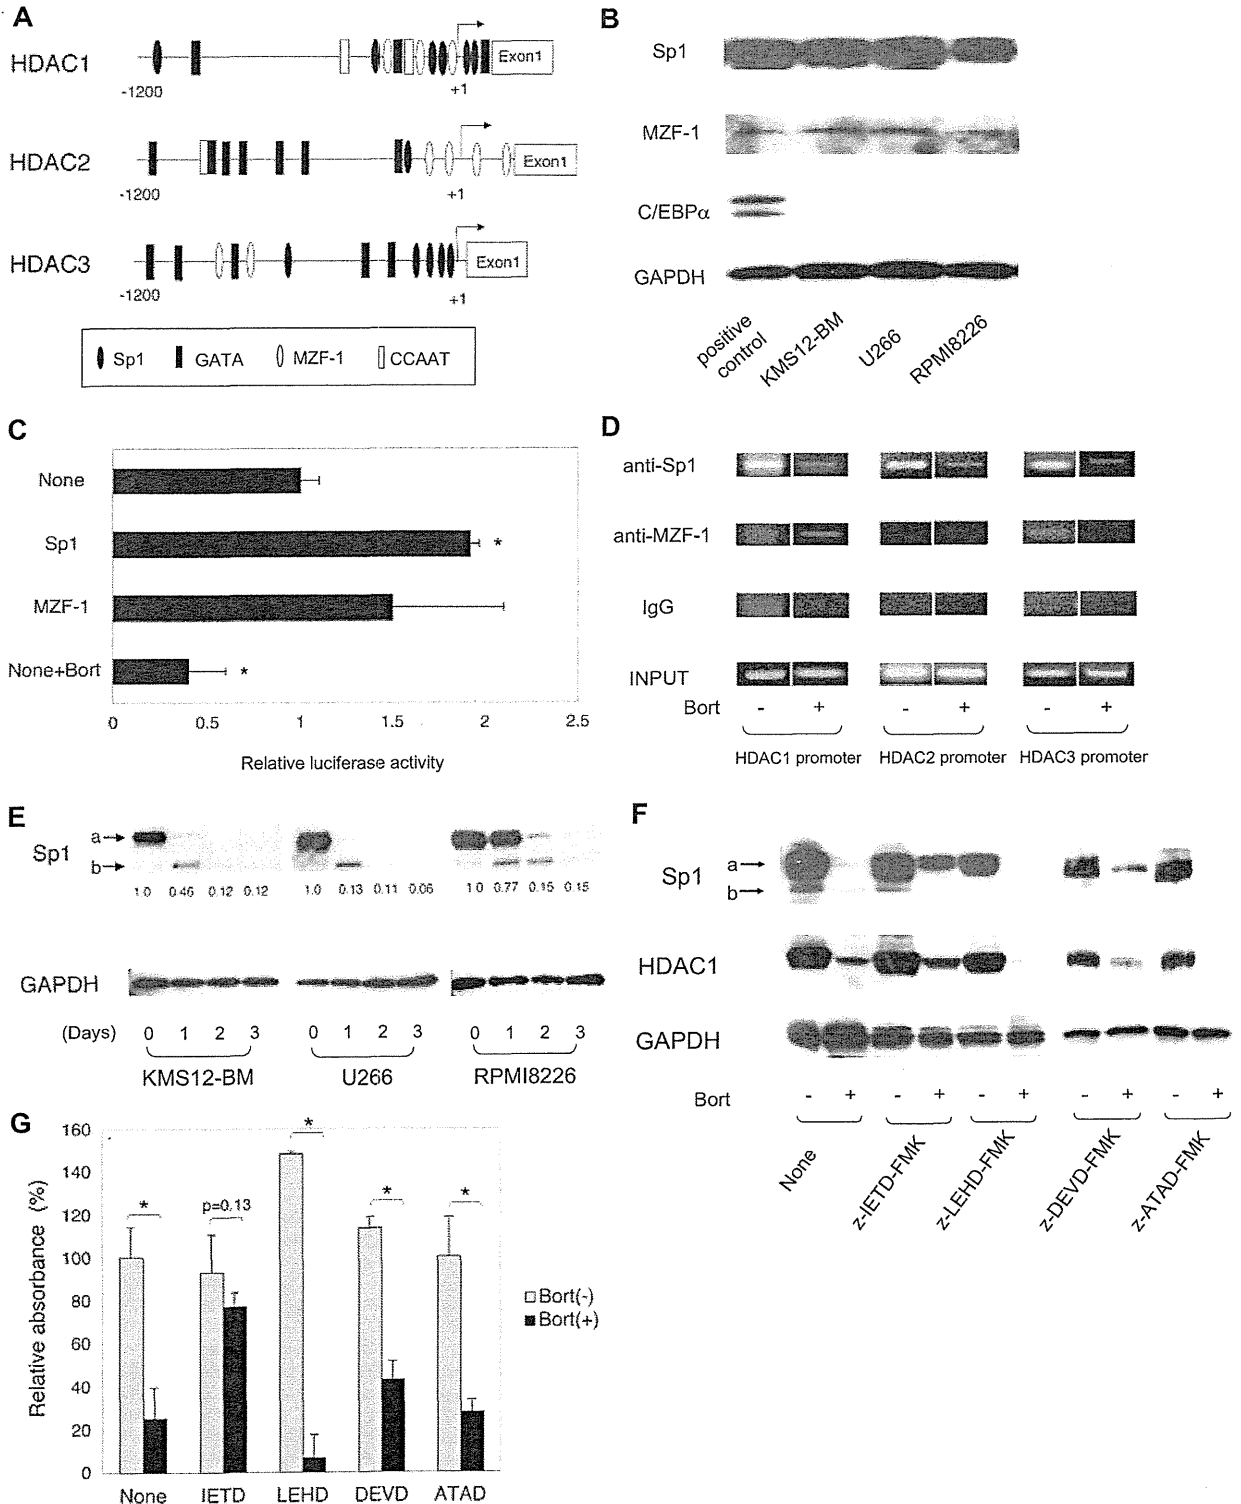 A
HDAC1
Exon1
-1200
+1
HDAC2
Exon1
-1200
+1
HDAC3
Exon1
-1200
+1
Sp1 GATA MZF-1 CCAAT
B
Sp1
MZF-1
C/EBPα
GAPDH
positive control
KMS12-BM
U266
RPMI8226
C
None
Sp1 *
MZF-1
None+Bort *
0 0.5 1 1.5 2 2.5
Relative luciferase activity
D
anti-Sp1
anti-MZF-1
IgG
INPUT
Bort - + - + - +
HDAC1 promoter HDAC2 promoter HDAC3 promoter
E
Sp1
a
b
1.0 0.46 0.12 0.12 1.0 0.13 0.11 0.06 1.0 0.77 0.15 0.15
GAPDH
(Days) 0 1 2 3 0 1 2 3 0 1 2 3
KMS12-BM U266 RPMI8226
F
Sp1
a
b
HDAC1
GAPDH
Bort - + - + - + - + - +
None
z-IETD-FMK
z-LEHD-FMK
z-DEVD-FMK
z-ATAD-FMK
G
Relative absorbance (%)
160
140
120
100
80
60
40
20
0
* p=0.13 * * *
Bort(-)
Bort(+)
None IETD LEHD DEVD ATAD